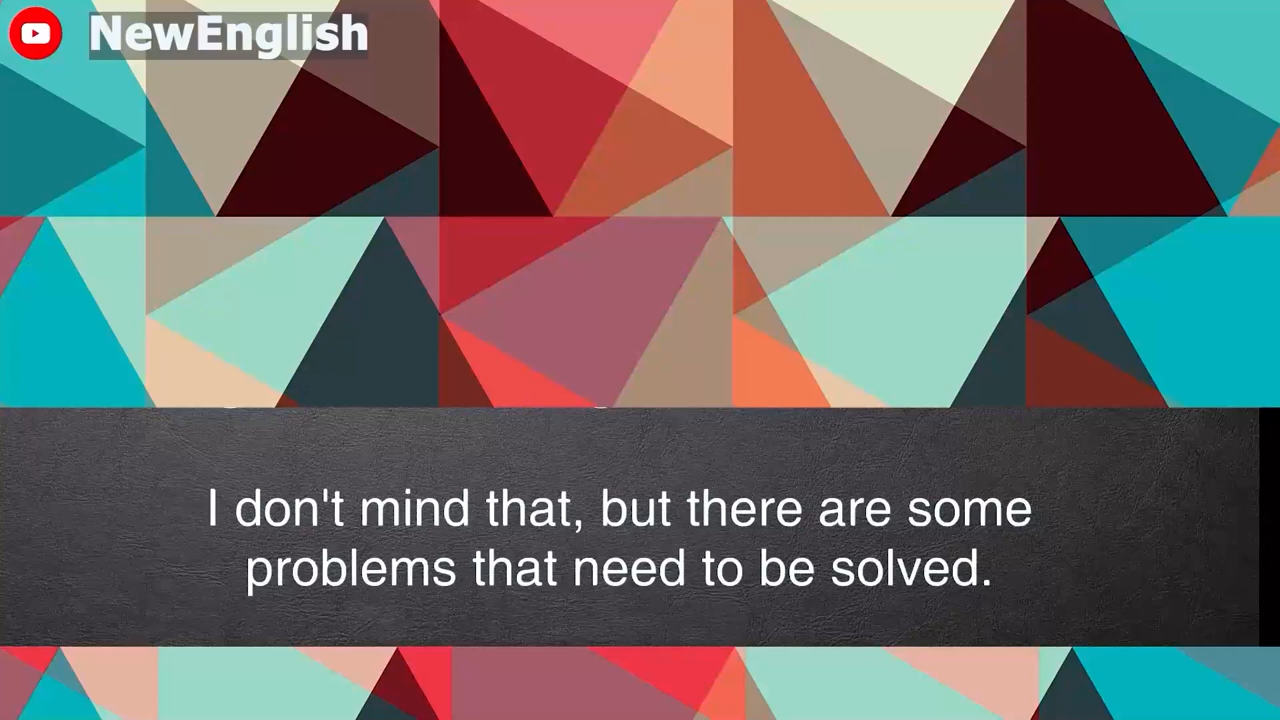 NewEnglish
I don't mind that, but there are some
problems that need to be solved.